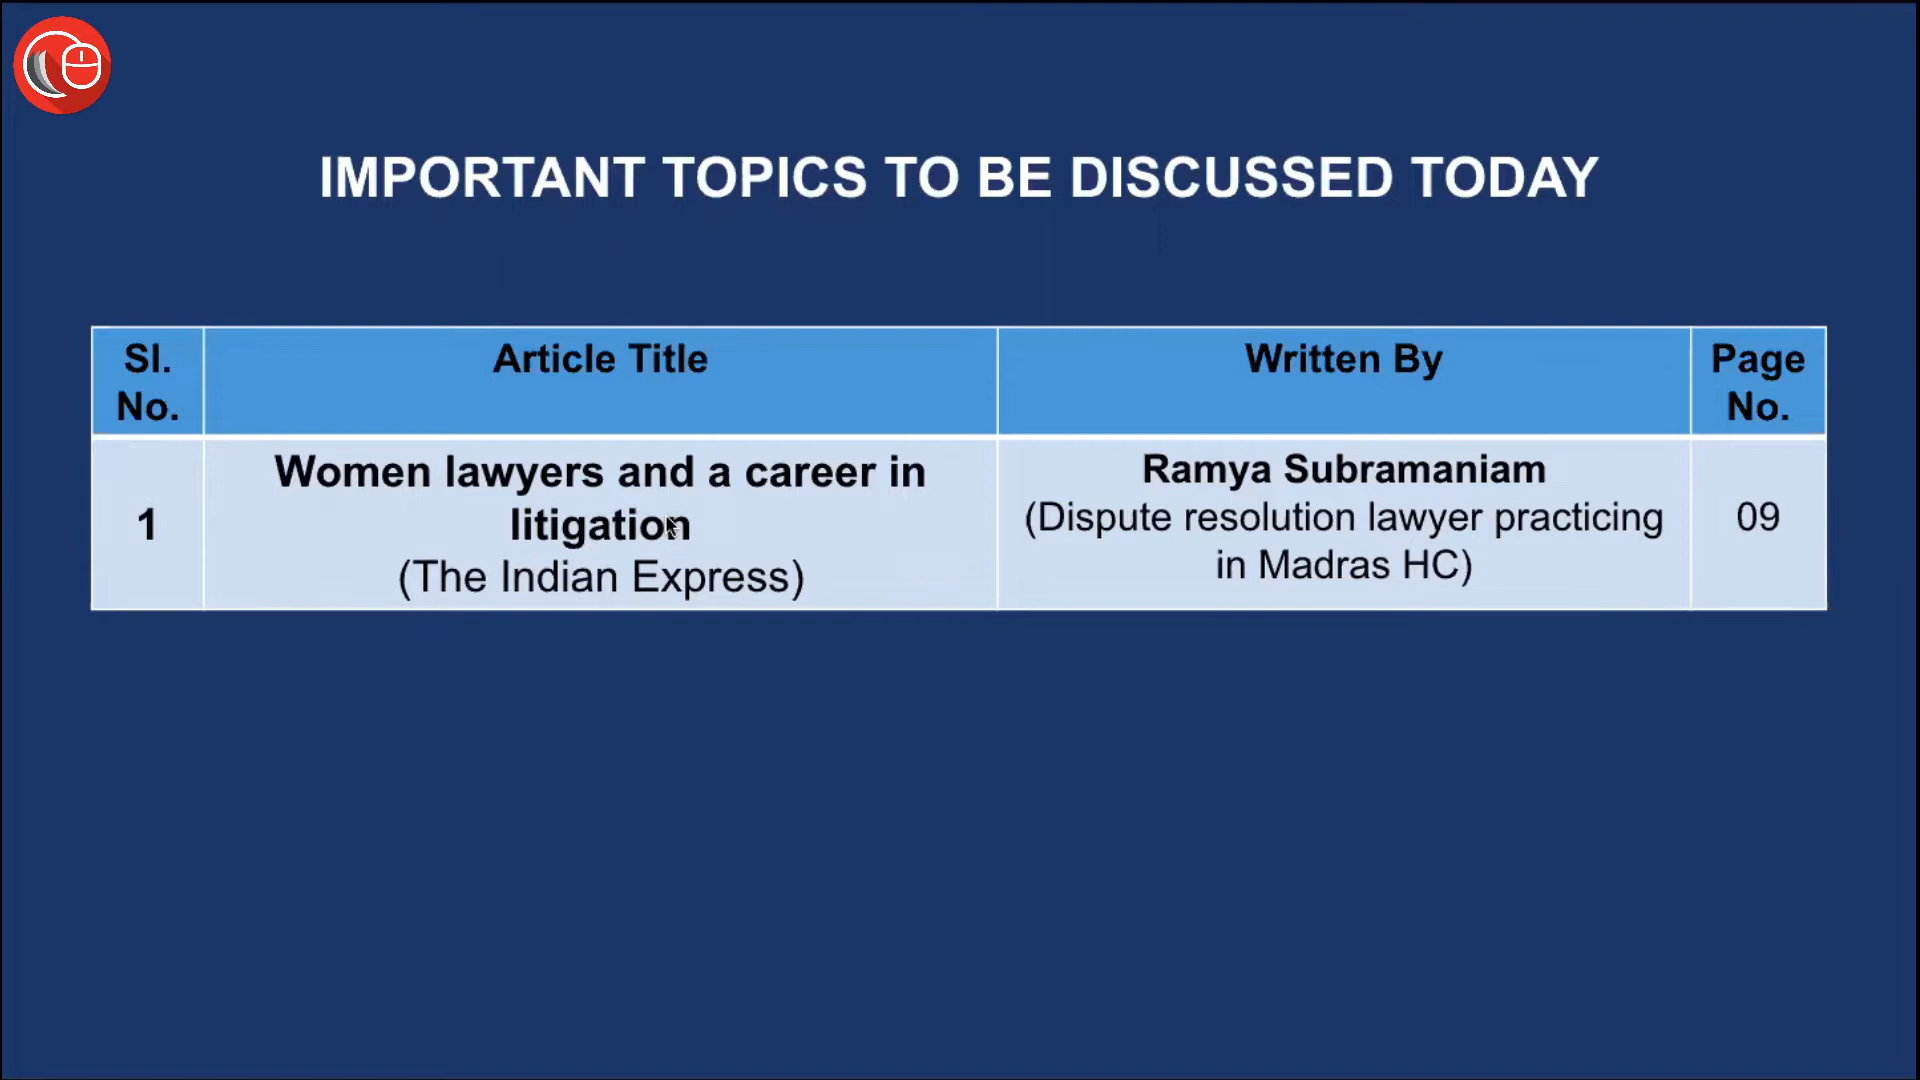 IMPORTANT TOPICS TO BE DISCUSSED TODAY
Sl. No.
Article Title
Written By
Page No.
1
Women lawyers and a career in
litigation
(The Indian Express)
Ramya Subramaniam
(Dispute resolution lawyer practicing
in Madras HC)
09